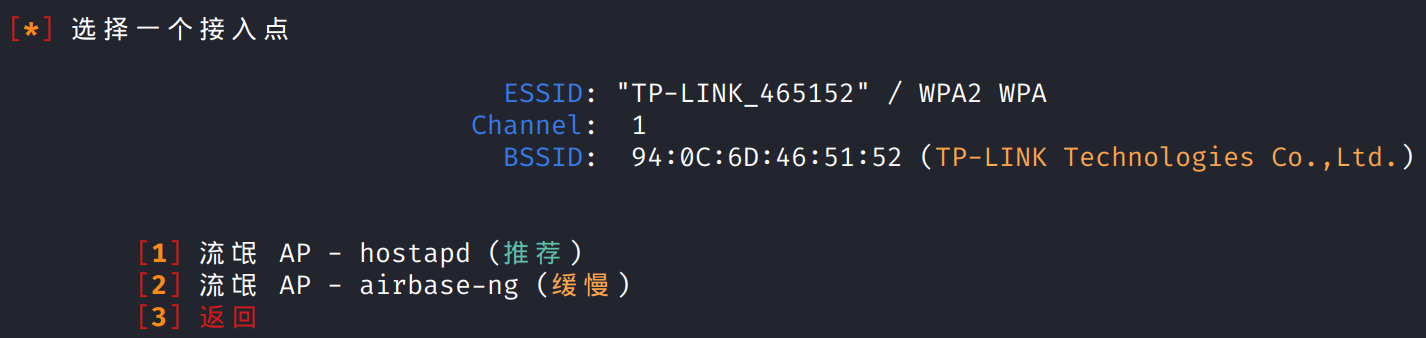 [*] 选择一个接入点
ESSID: "TP-LINK_465152" / WPA2 WPA
Channel: 1
BSSID: 94:0C:6D:46:51:52 (TP-LINK Technologies Co.,Ltd.)
[1] 流氓 AP - hostapd (推荐)
[2] 流氓 AP - airbase-ng (缓慢)
[3] 返回